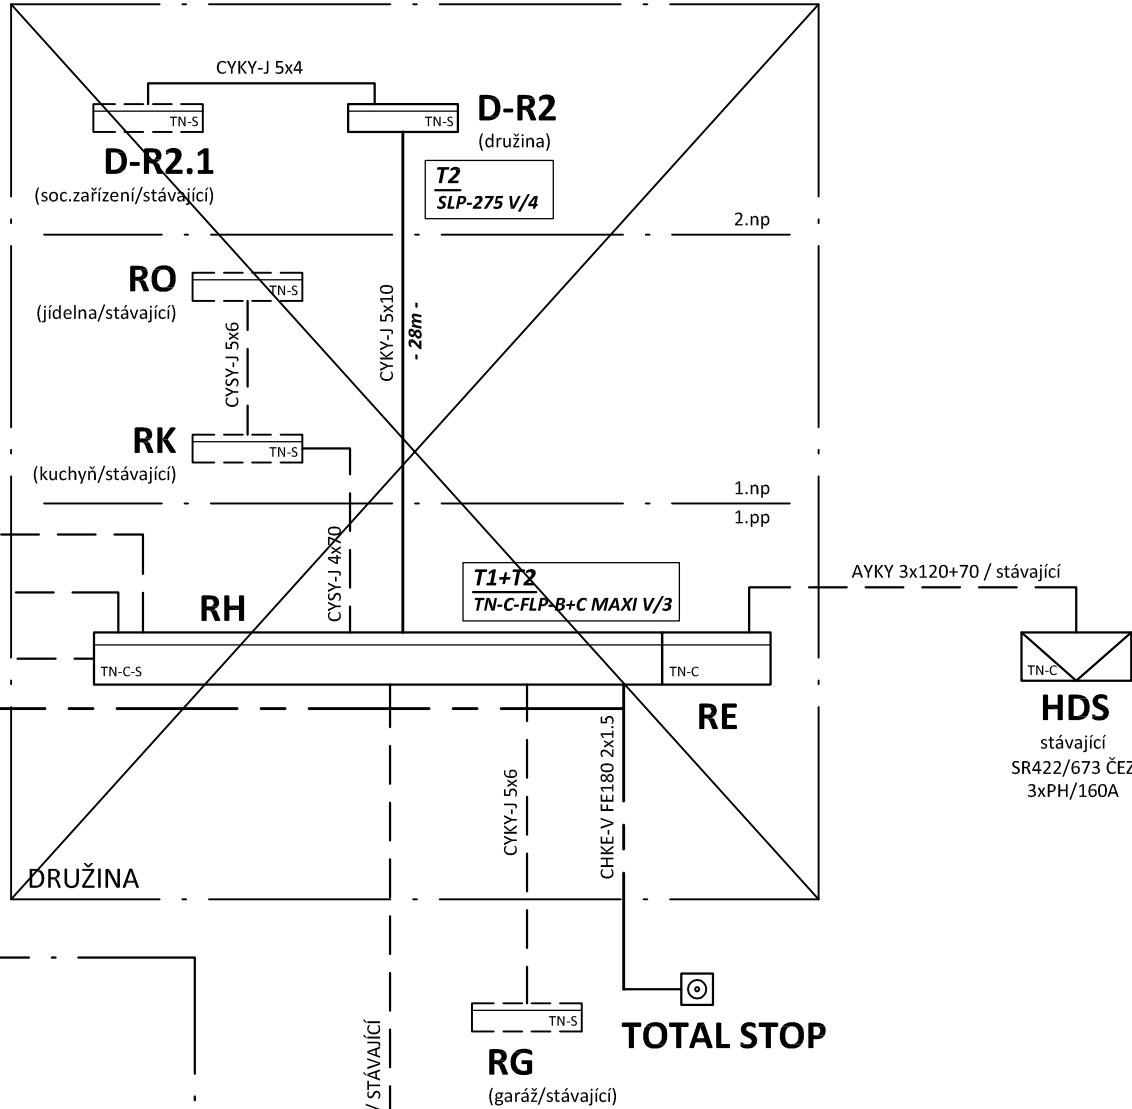 CYKY-J 5x4
TN-S
TN-S
D-R2
(družina)
D-R2.1
(soc.zařízení/stávající)
T2
SLP-275 V/4
2.np
RO
(jídelna/stávající)
TN-S
CYSY-J 5x6
CYKY-J 5x10
- 28m -
RK
(kuchyň/stávající)
TN-S
1.np
1.pp
CYSY-J 4x70
T1+T2
TN-C-FLP-B+C MAXI V/3
AYKY 3x120+70 / stávající
RH
TN-C-S
TN-C
RE
TN-C
HDS
stávající
SR422/673 ČEZ
3xPH/160A
CYKY-J 5x6
CHKE-V FE180 2x1.5
DRUŽINA
TN-S
RG
(garáž/stávající)
TOTAL STOP
/ STÁVAJÍCÍ